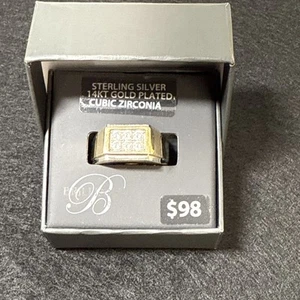 STERLING SILVER
14KT GOLD PLATED
CUBIC ZIRCONIA
B
$98